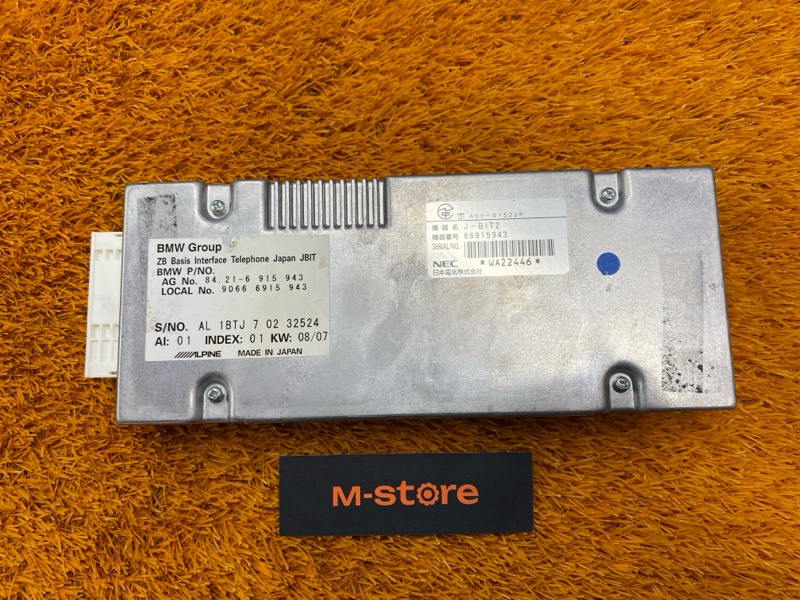 BMW Group
ZB Basis Interface Telephone Japan JBIT
BMW P/NO.
AG No. 84.21-6 915 943
LOCAL No. 9066 6915 943
S/NO. AL 1BTJ 7 02 32524
AI: 01 INDEX: 01 KW: 08/07
ALPINE MADE IN JAPAN
A00-0152JP
機器名 J-BIT2
機器番号 86915943
SERIAL/NO.
NEC *WA22446*
日本電気株式会社
M-store